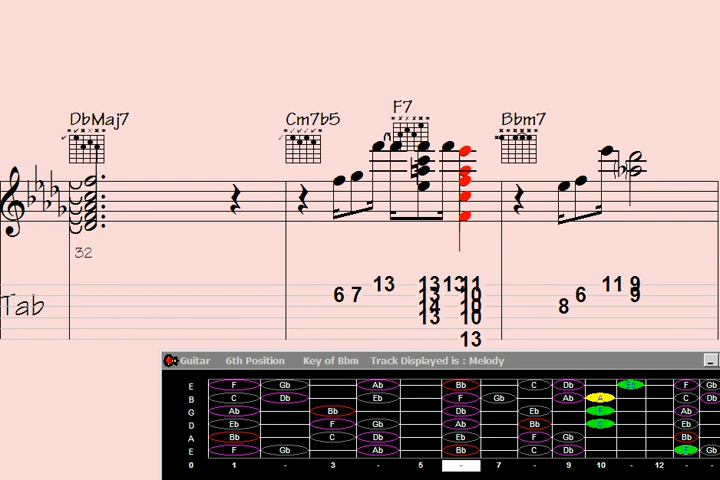 DbMaj7 Cm7b5 F7 Bbm7
32
Tab
6 7 13 13 13 14 13 13 11 10 10 10 13 8 6 11 9 9
Guitar 6th Position Key of Bbm Track Displayed is : Melody
E F Gb Ab Bb C Db Eb F Gb
B C Db Eb F Gb Ab A C Db
G Ab Bb Db Eb F Ab
D F Gb Ab Bb C Eb
A Bb C Db Eb F Gb Bb
E F Gb Ab Bb C Db F Gb
0 1 - 3 - 5 - 7 - 9 10 - 12 - -